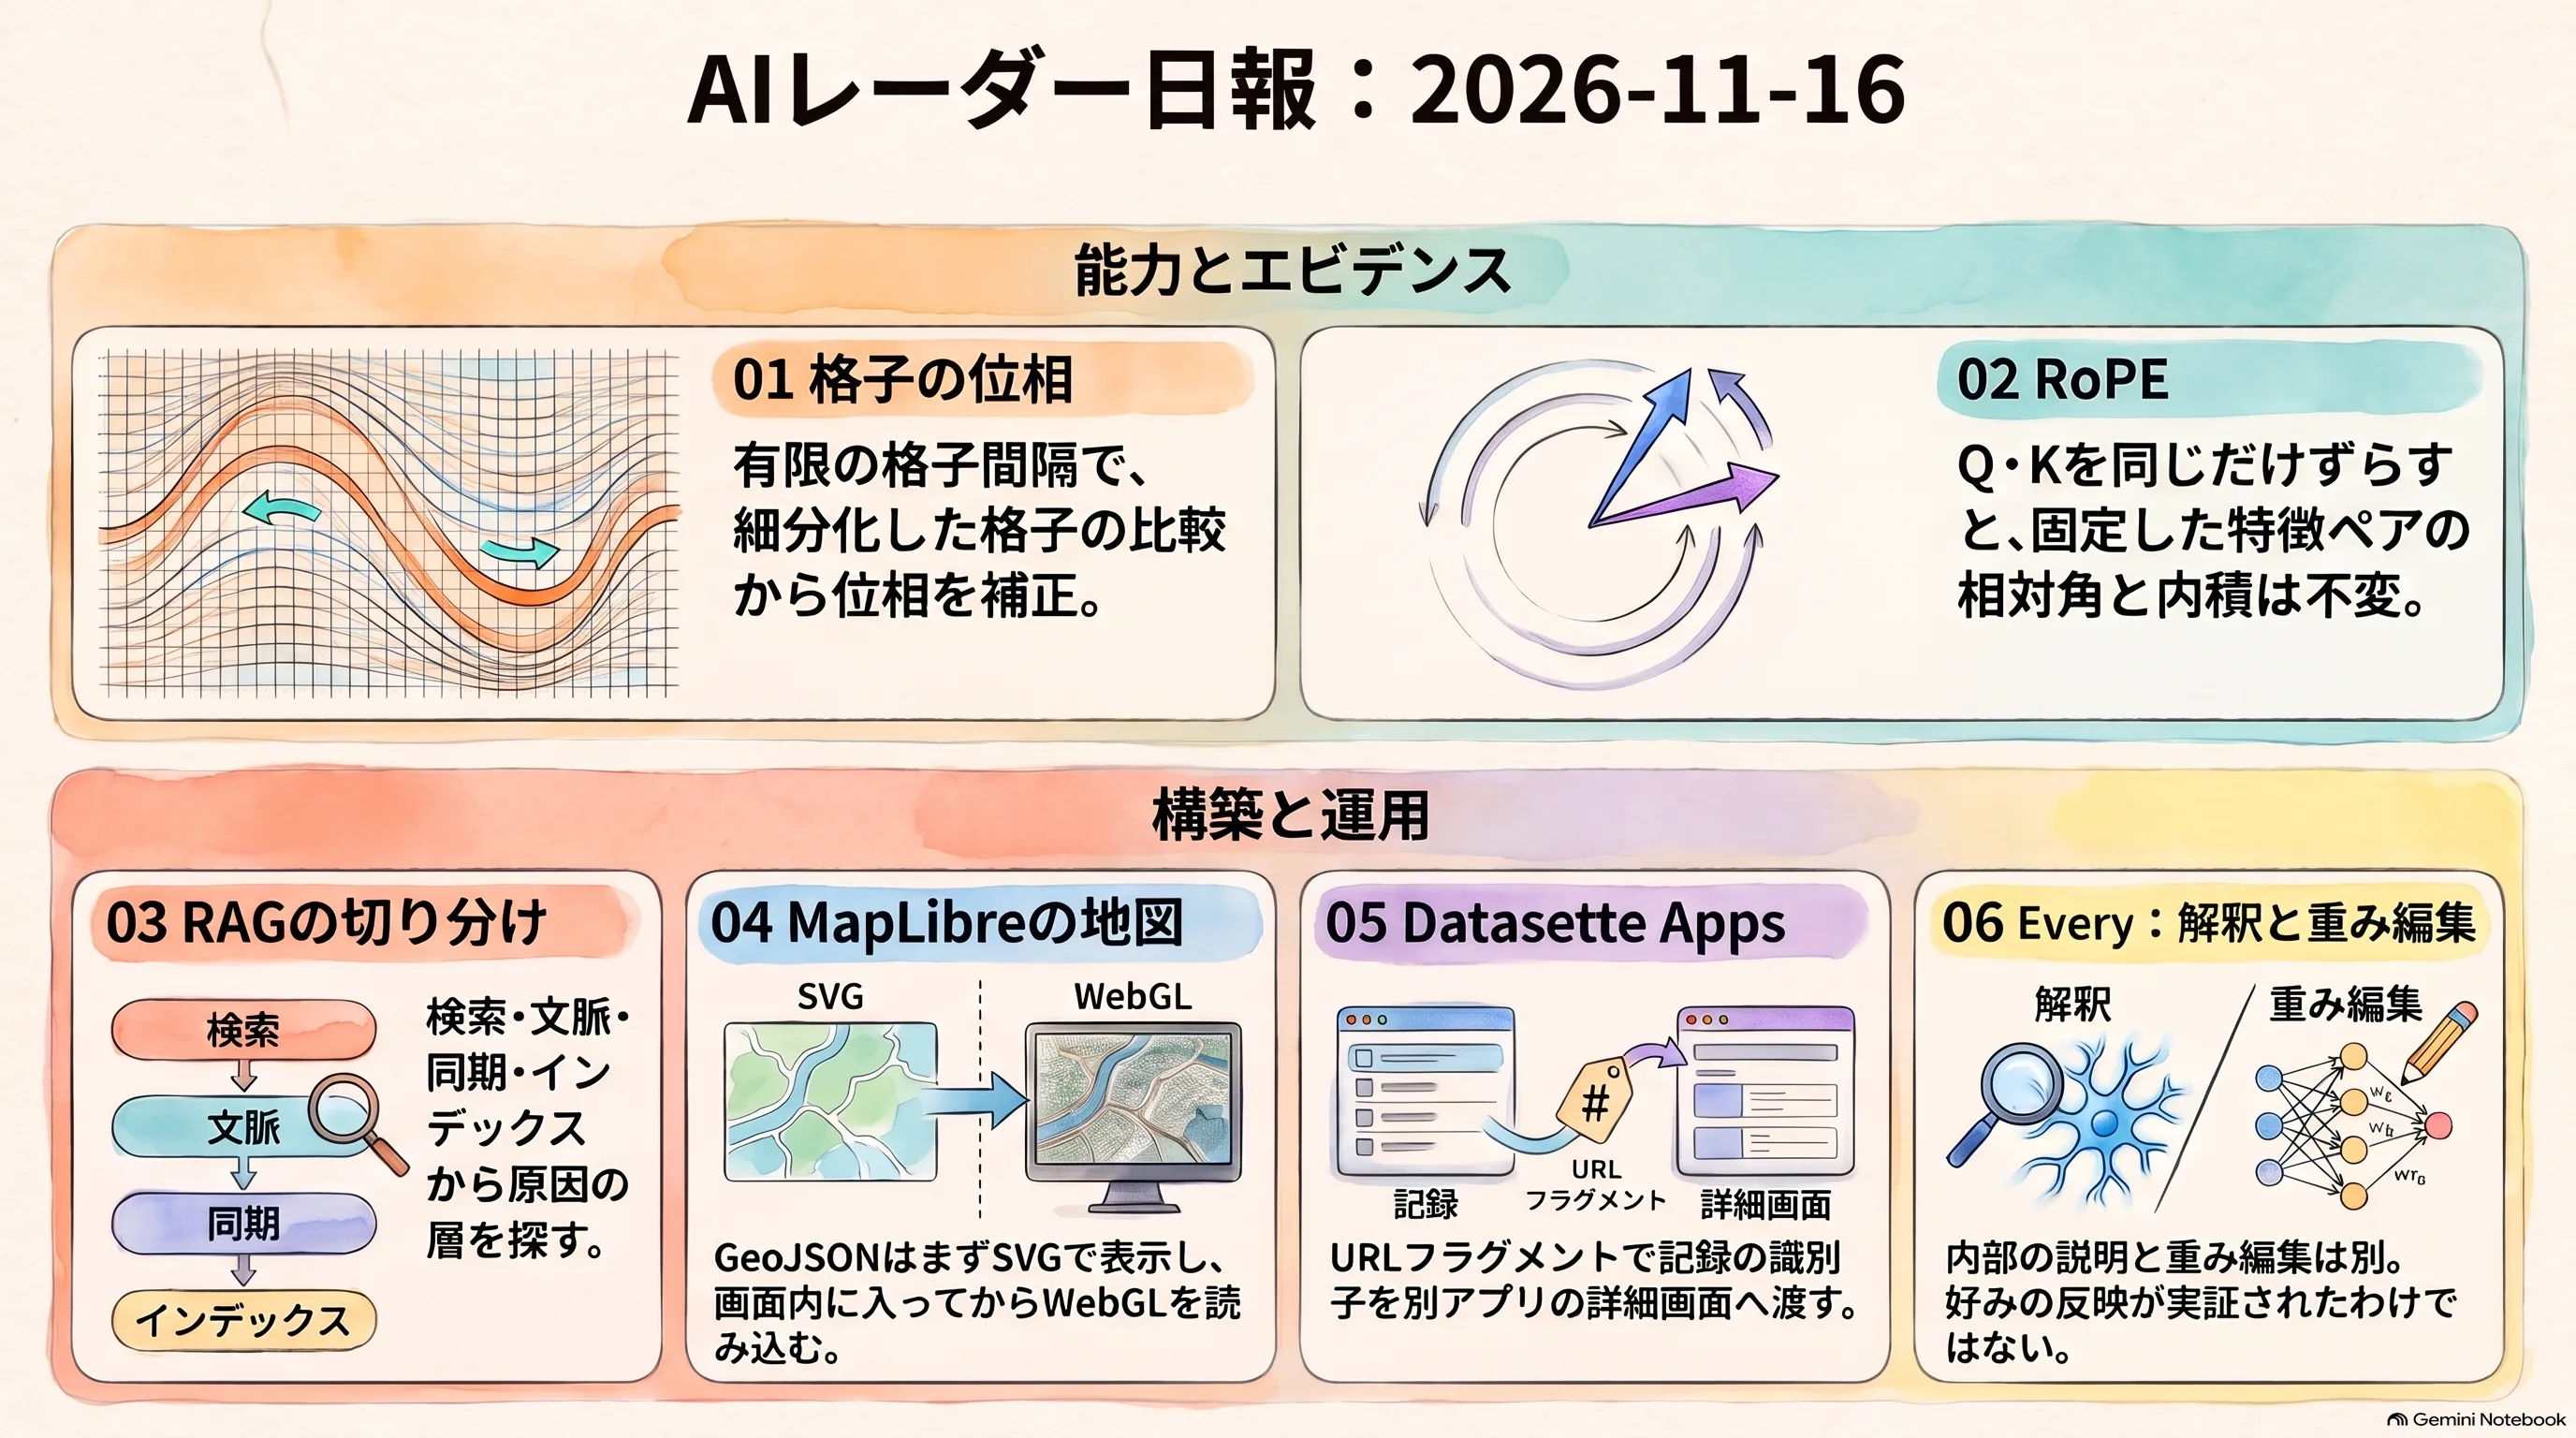 AIレーダー日報：2026-11-16
能力とエビデンス
01 格子の位相
有限の格子間隔で、
細分化した格子の比較
から位相を補正。
02 RoPE
Q・Kを同じだけずらす
と、固定した特徴ペアの
相対角と内積は不変。
構築と運用
03 RAGの切り分け
検索
文脈
同期
インデックス
検索・文脈・
同期・イン
デックス
から原因の
層を探す。
04 MapLibreの地図
SVG
WebGL
GeoJSONはまずSVGで表示し、
画面内に入ってからWebGLを読
み込む。
05 Datasette Apps
#
記録
URL
フラグメント
詳細画面
URLフラグメントで記録の識別
子を別アプリの詳細画面へ渡す。
06 Every：解釈と重み編集
解釈
重み編集
内部の説明と重み編集は別。
好みの反映が実証されたわけで
はない。
Gemini Notebook